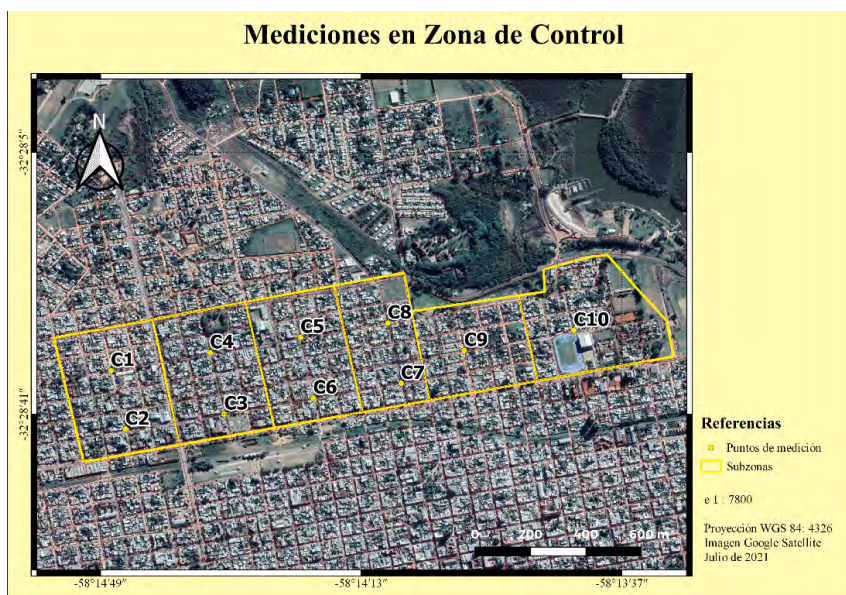 Mediciones en Zona de Control
N
-32°28'5"
-32°28'41"
C1
C2
C3
C4
C5
C6
C7
C8
C9
C10
Referencias
Puntos de medición
Subzonas
e 1 : 7800
Proyección WGS 84: 4326
Imagen Google Satellite
Julio de 2021
0 200 400 600 m
-58°14'49"
-58°14'13"
-58°13'37"